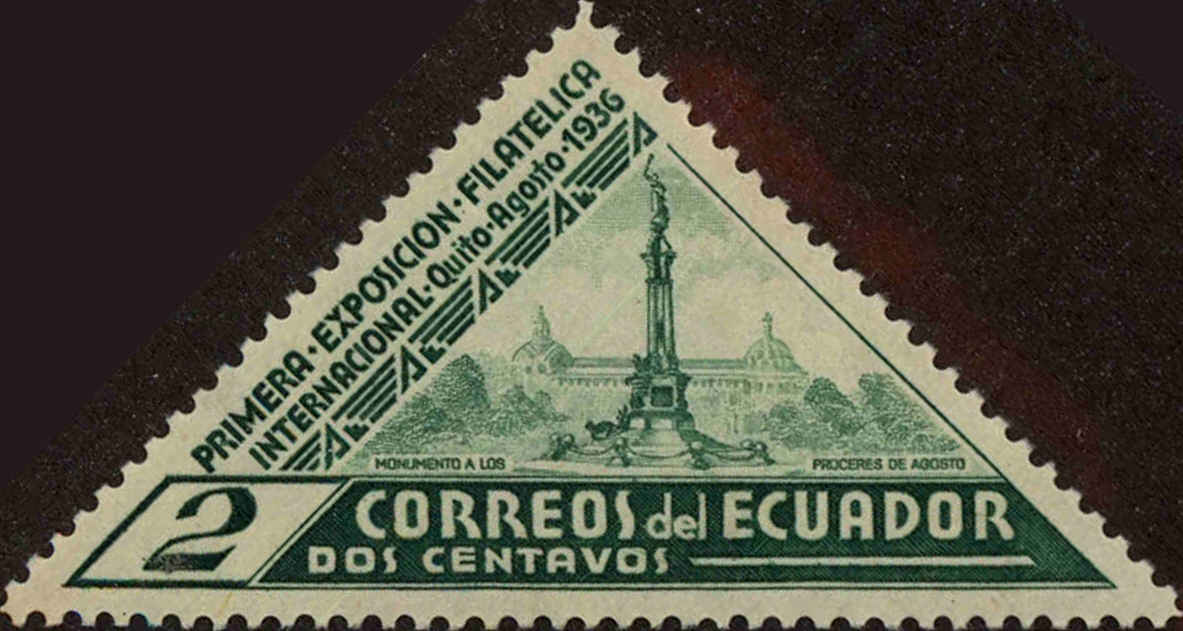 PRIMERA · EXPOSICION · FILATELICA
INTERNACIONAL · Quito · Agosto · 1936
MONUMENTO A LOS PROCERES DE AGOSTO
2 CORREOS del ECUADOR
DOS CENTAVOS